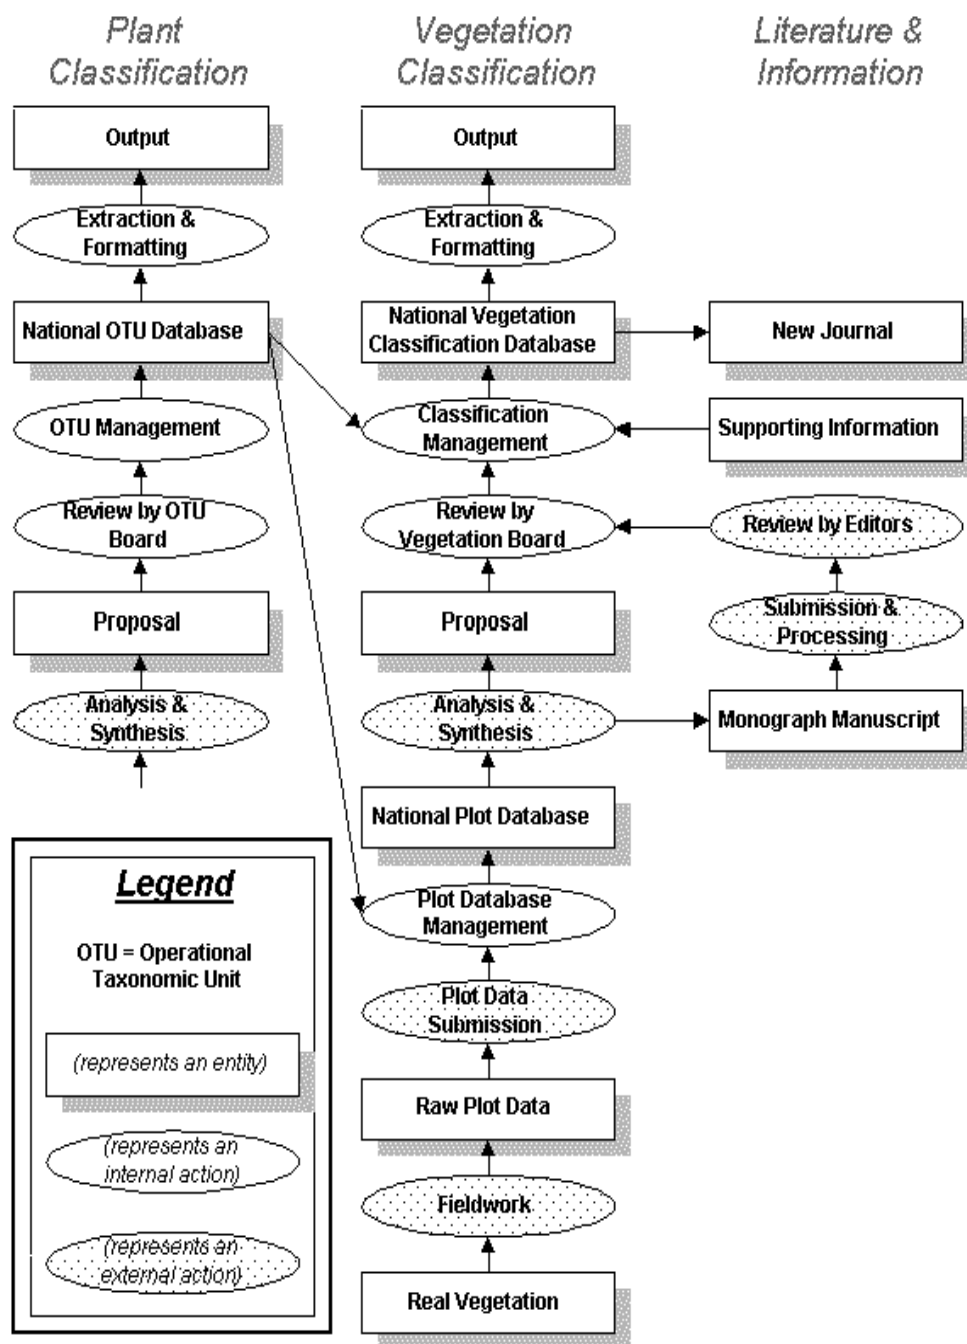 Plant
Classification
Vegetation
Classification
Literature &
Information
Output
Extraction &
Formatting
National OTU Database
OTU Management
Review by OTU
Board
Proposal
Analysis &
Synthesis
Output
Extraction &
Formatting
National Vegetation
Classification Database
Classification
Management
Review by
Vegetation Board
Proposal
Analysis &
Synthesis
National Plot Database
Plot Database
Management
Plot Data
Submission
Raw Plot Data
Fieldwork
Real Vegetation
New Journal
Supporting Information
Review by Editors
Submission &
Processing
Monograph Manuscript
Legend
OTU = Operational
Taxonomic Unit
(represents an entity)
(represents an
internal action)
(represents an
external action)